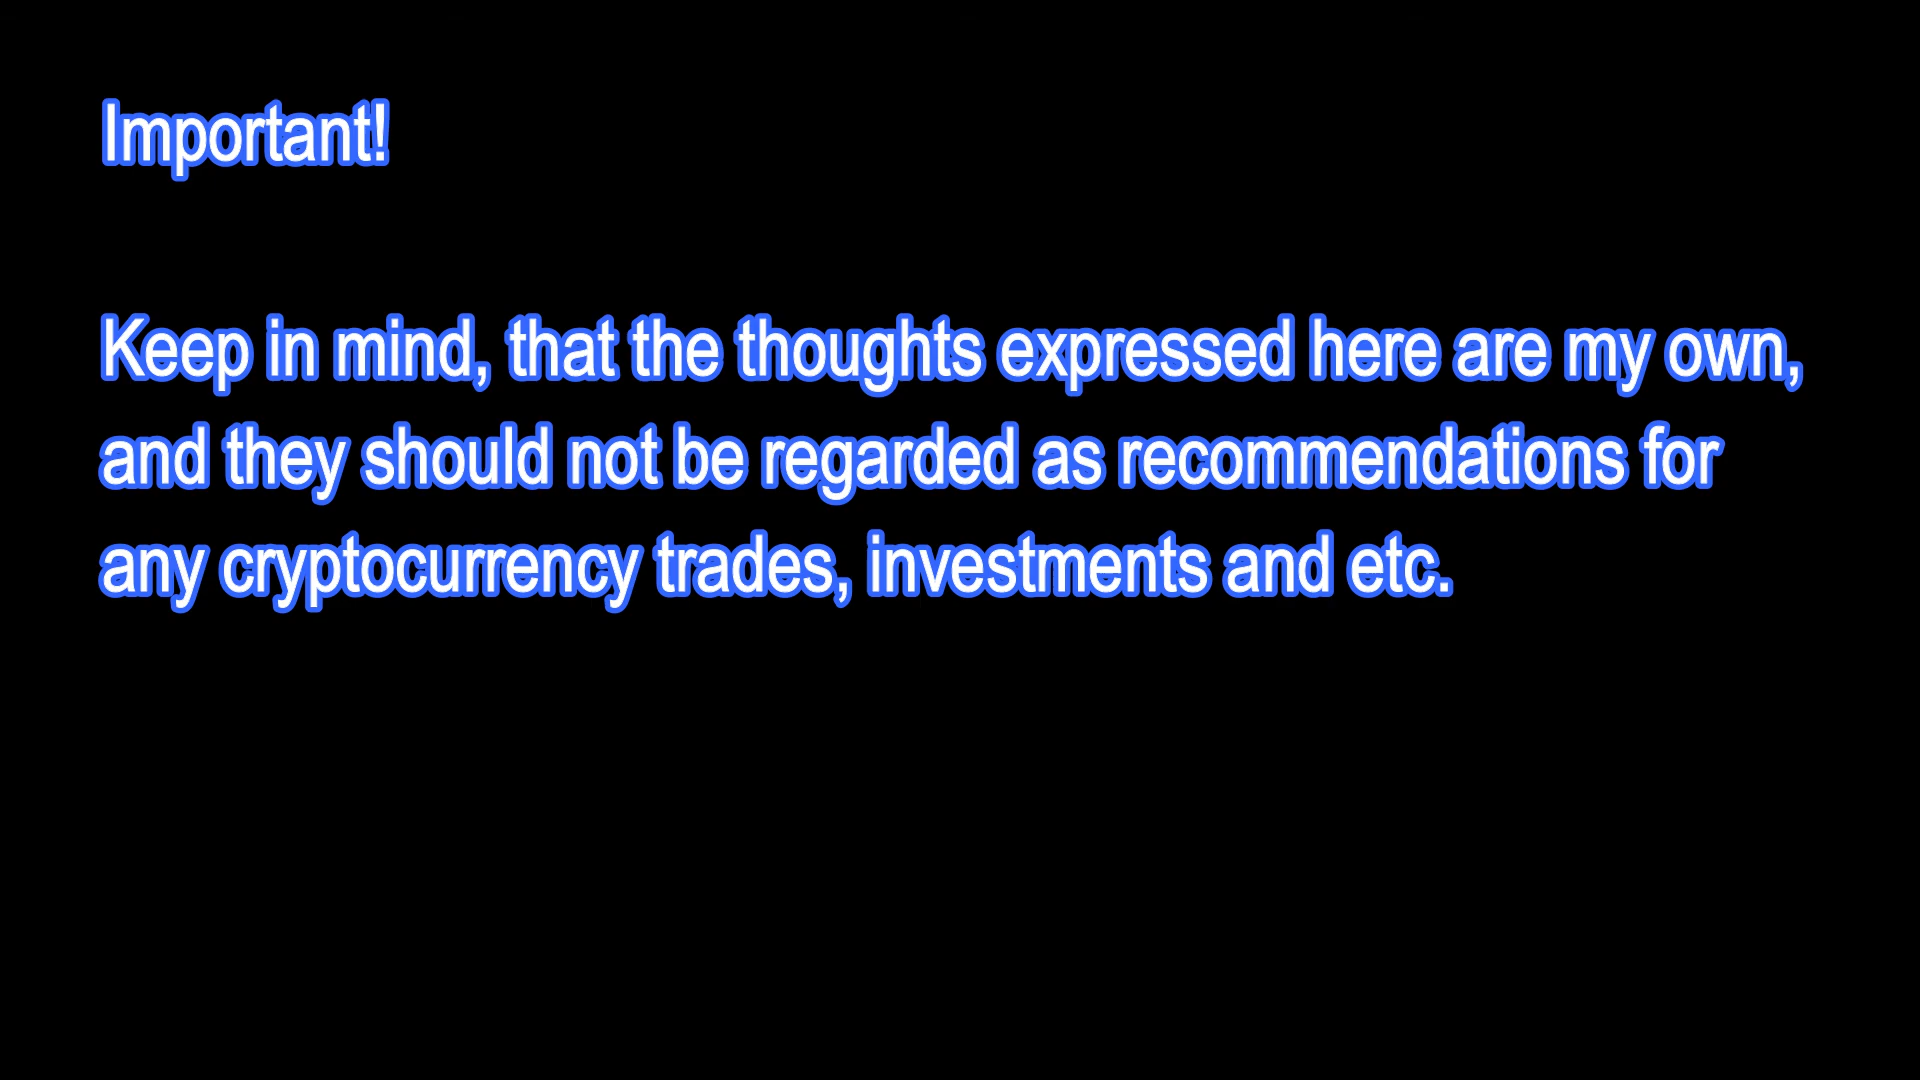 Important!
Keep in mind, that the thoughts expressed here are my own,
and they should not be regarded as recommendations for
any cryptocurrency trades, investments and etc.